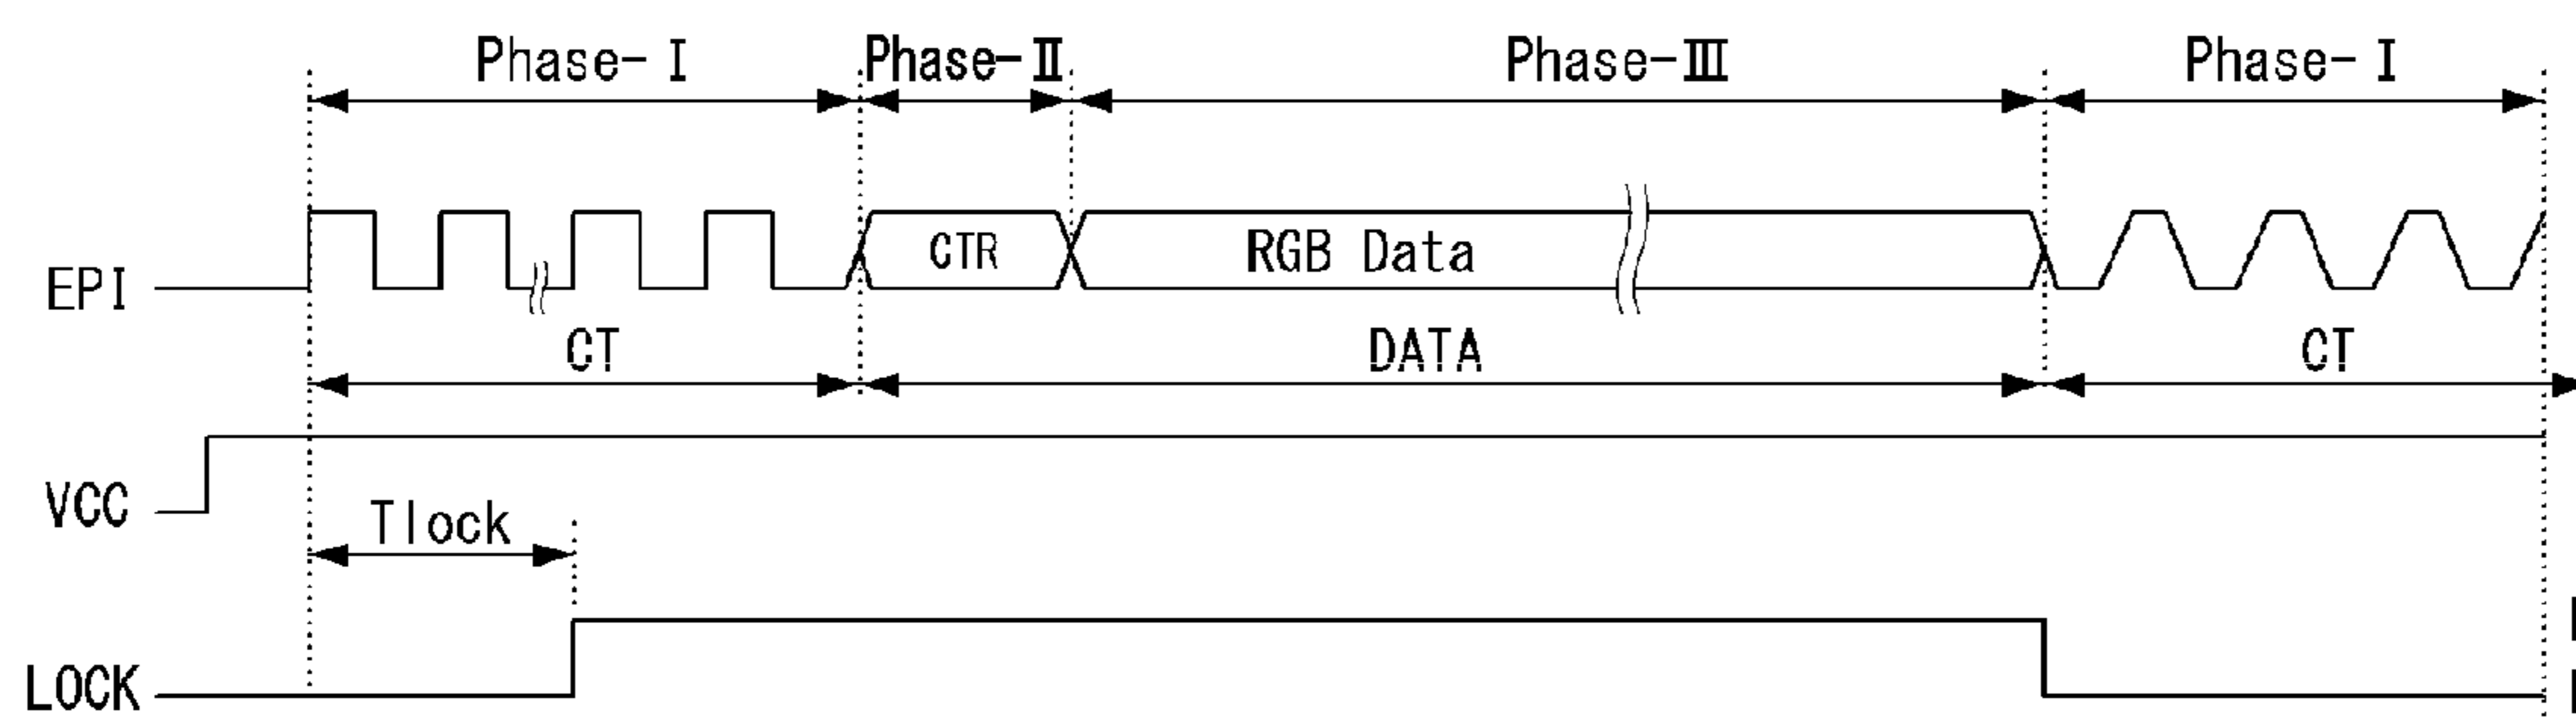 Phase-Ⅰ Phase-Ⅱ Phase-Ⅲ Phase-Ⅰ
EPI CTR RGB Data
CT DATA CT
VCC
Tlock
LOCK